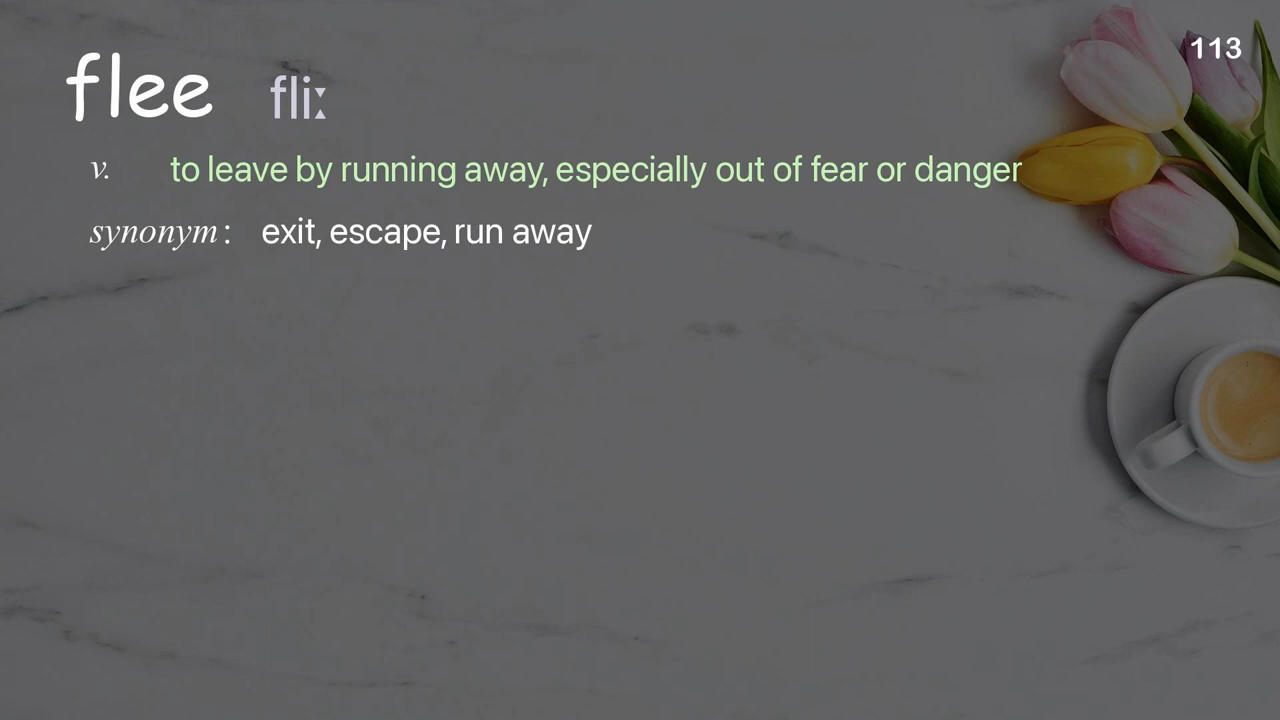 113
flee fliː
v. to leave by running away, especially out of fear or danger
synonym: exit, escape, run away